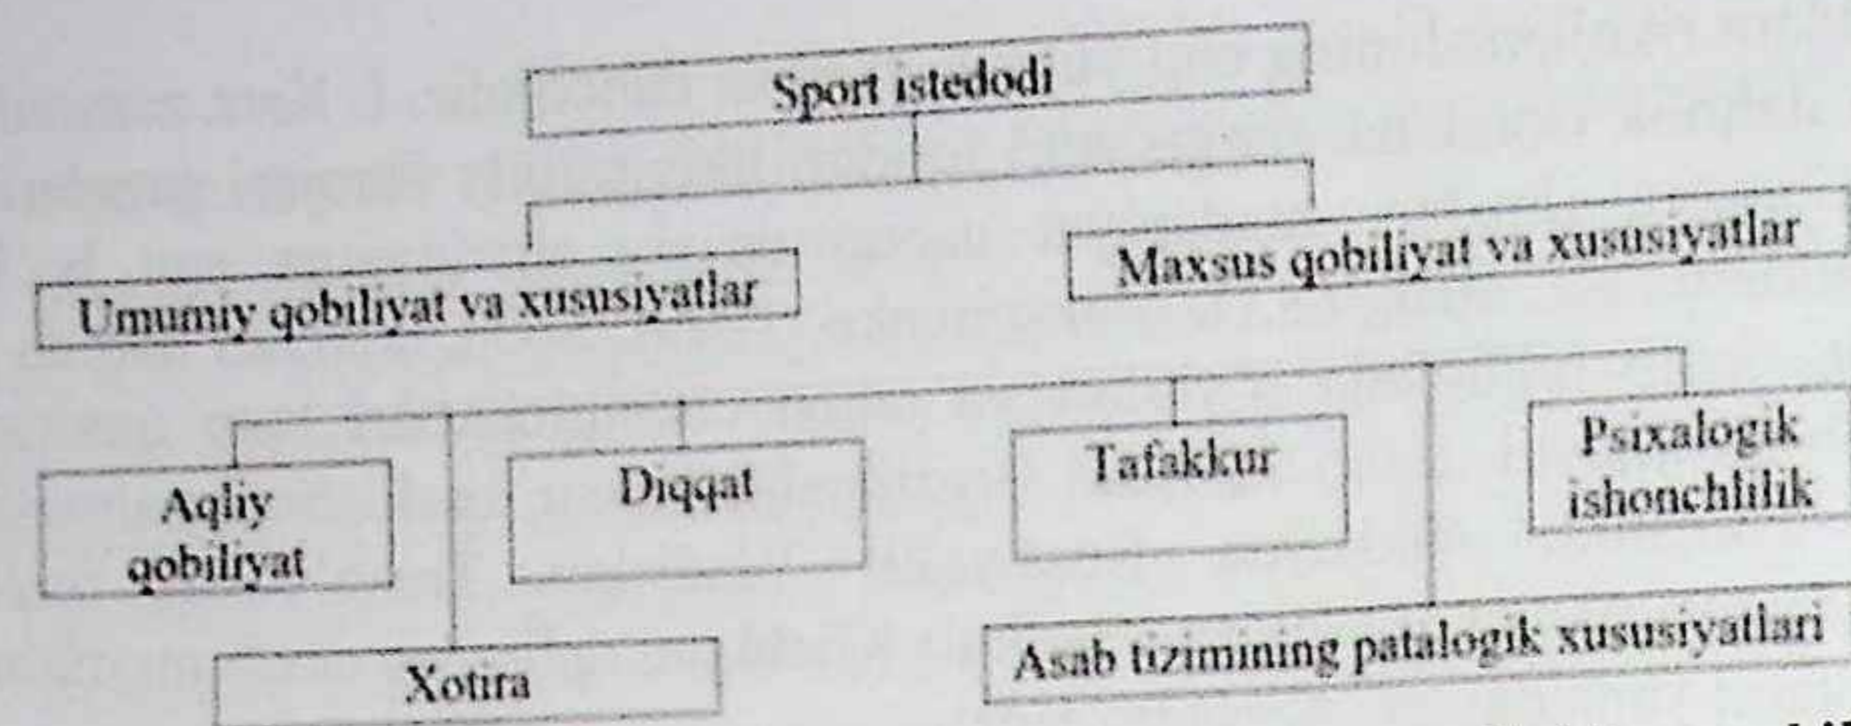 Sport istedodi
Umumiy qobiliyat va xususiyatlar
Maxsus qobiliyat va xususiyatlar
Aqliy
qobiliyat
Diqqat
Tafakkur
Psixalogik
ishonchlilik
Xotira
Asab tizimining patalogik xususiyatlari